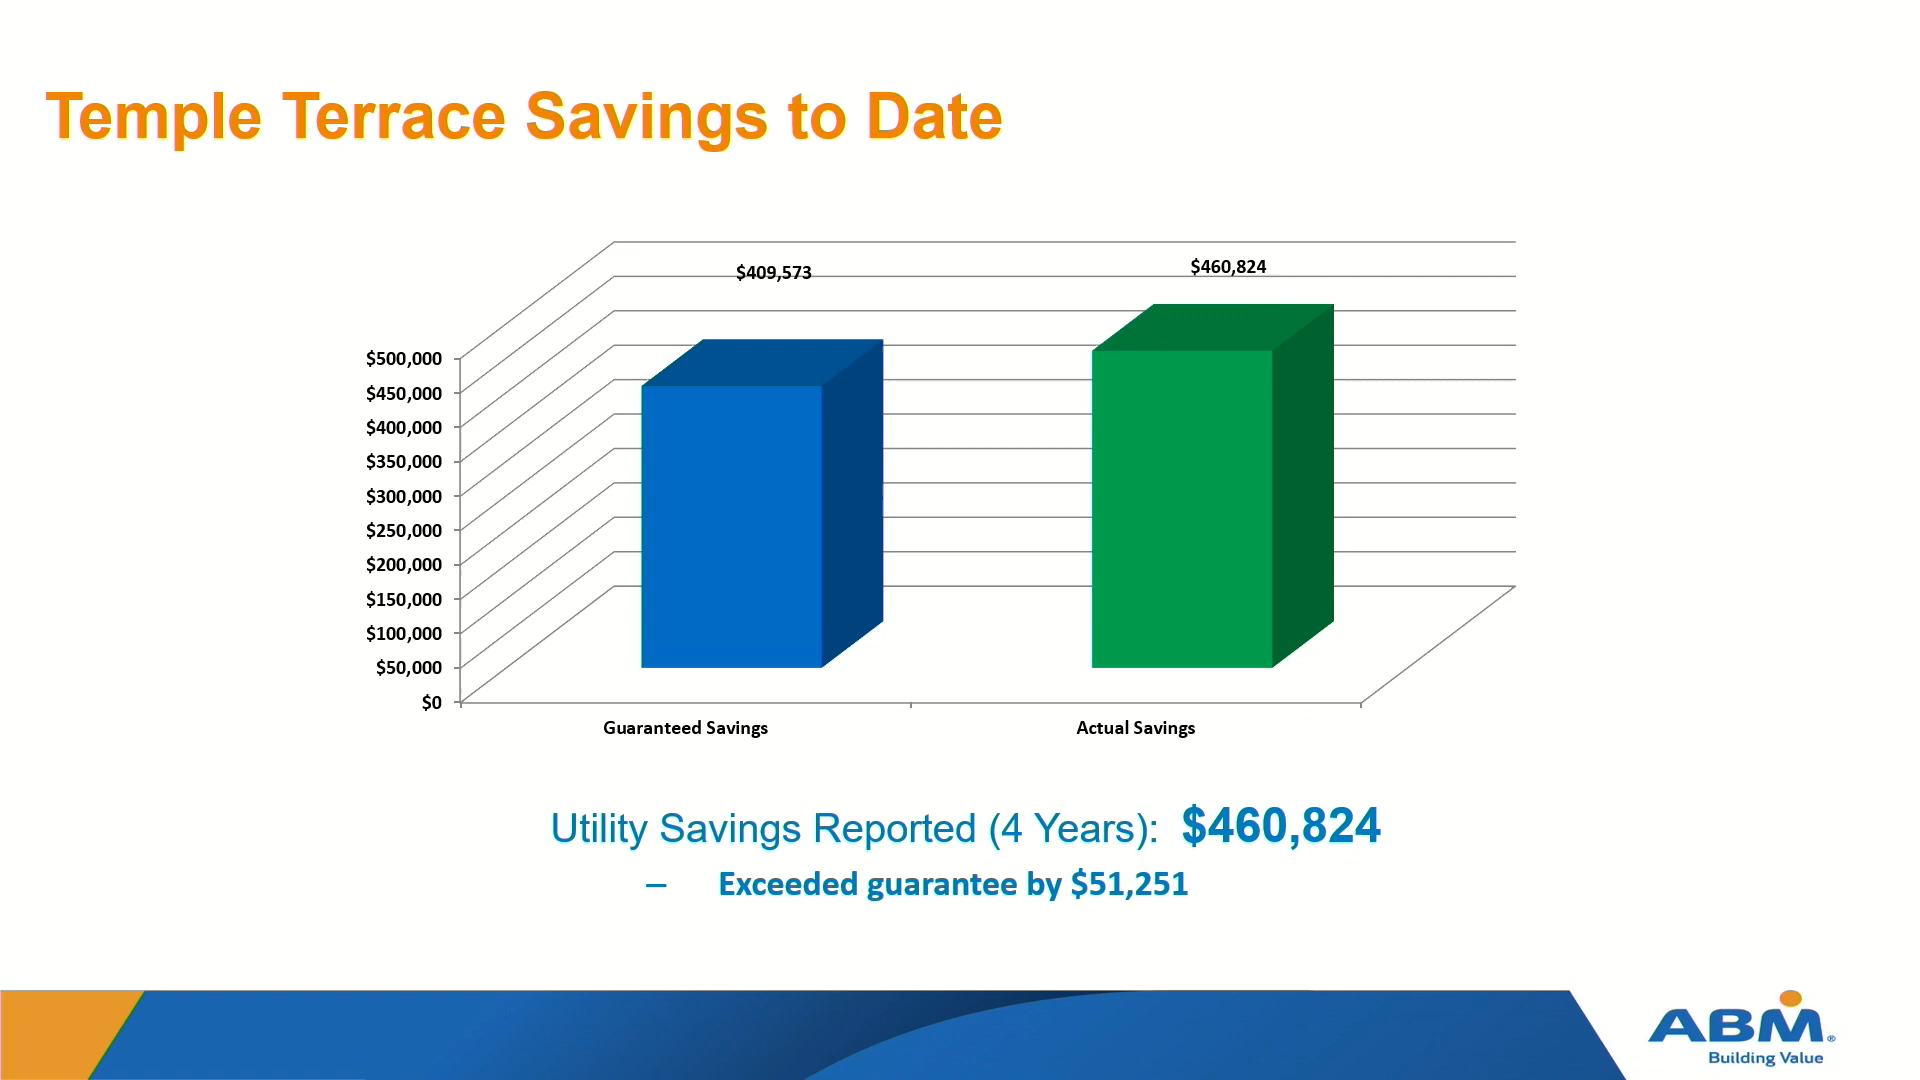 Temple Terrace Savings to Date
$409,573
$460,824
$500,000
$450,000
$400,000
$350,000
$300,000
$250,000
$200,000
$150,000
$100,000
$50,000
$0
Guaranteed Savings
Actual Savings
Utility Savings Reported (4 Years): $460,824
– Exceeded guarantee by $51,251
ABM®
Building Value